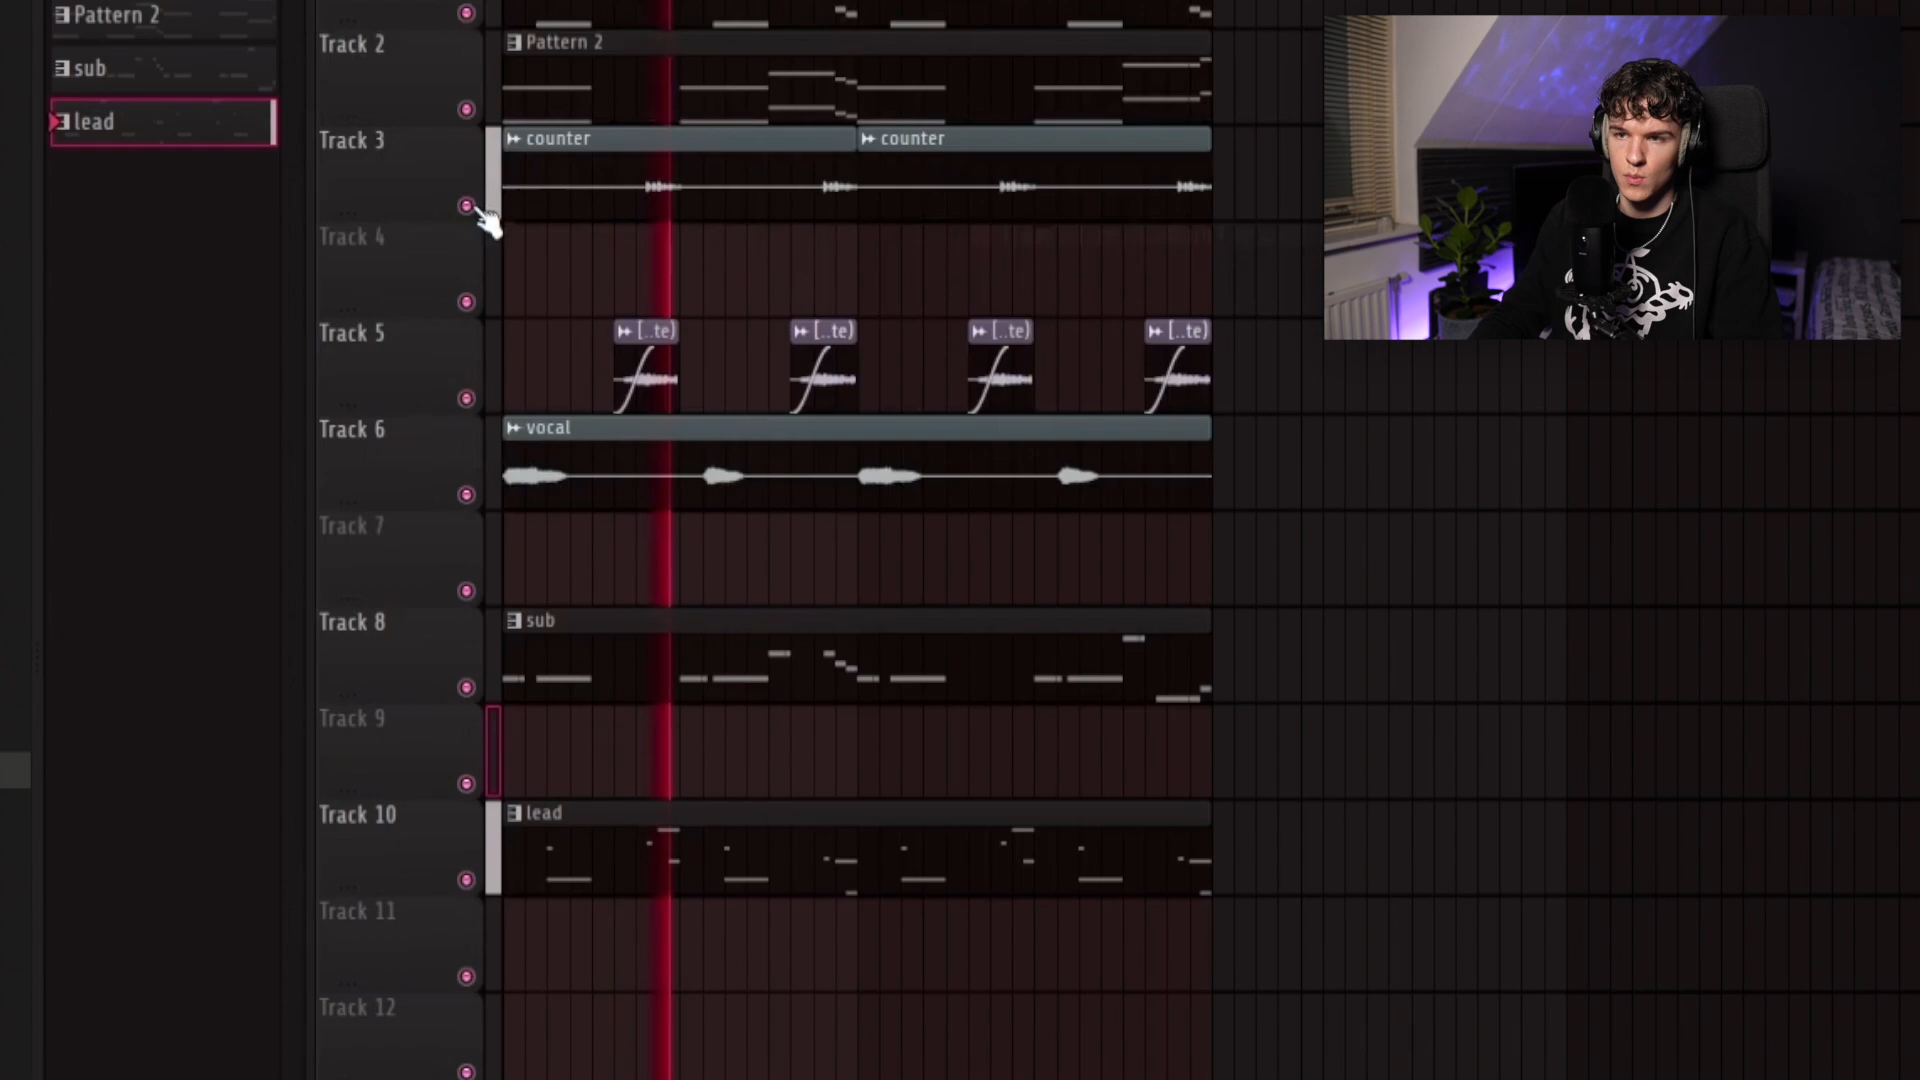 Pattern 2
sub
lead
Track 2
Pattern 2
Track 3
counter
counter
Track 4
Track 5
[..te)
[..te)
[..te)
[..te)
Track 6
vocal
Track 7
Track 8
sub
Track 9
Track 10
lead
Track 11
Track 12